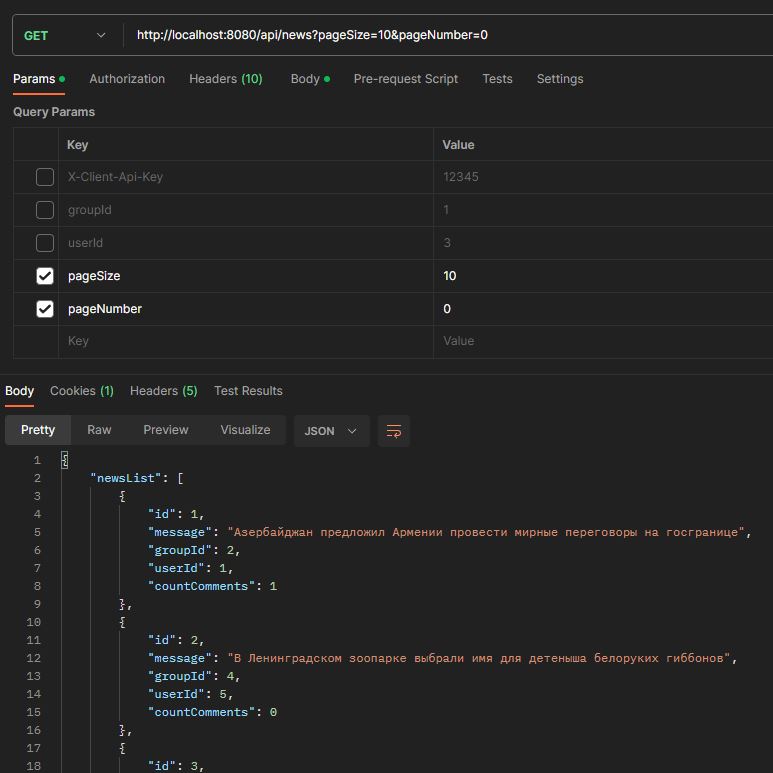 GET http://localhost:8080/api/news?pageSize=10&pageNumber=0
Params Authorization Headers (10) Body Pre-request Script Tests Settings
Query Params
Key Value
X-Client-Api-Key 12345
groupId 1
userId 3
pageSize 10
pageNumber 0
Key Value
Body Cookies (1) Headers (5) Test Results
Pretty Raw Preview Visualize JSON
1 {
2 "newsList": [
3 {
4 "id": 1,
5 "message": "Азербайджан предложил Армении провести мирные переговоры на госгранице",
6 "groupId": 2,
7 "userId": 1,
8 "countComments": 1
9 },
10 {
11 "id": 2,
12 "message": "В Ленинградском зоопарке выбрали имя для детеныша белоруких гиббонов",
13 "groupId": 4,
14 "userId": 5,
15 "countComments": 0
16 },
17 {
18 "id": 3,